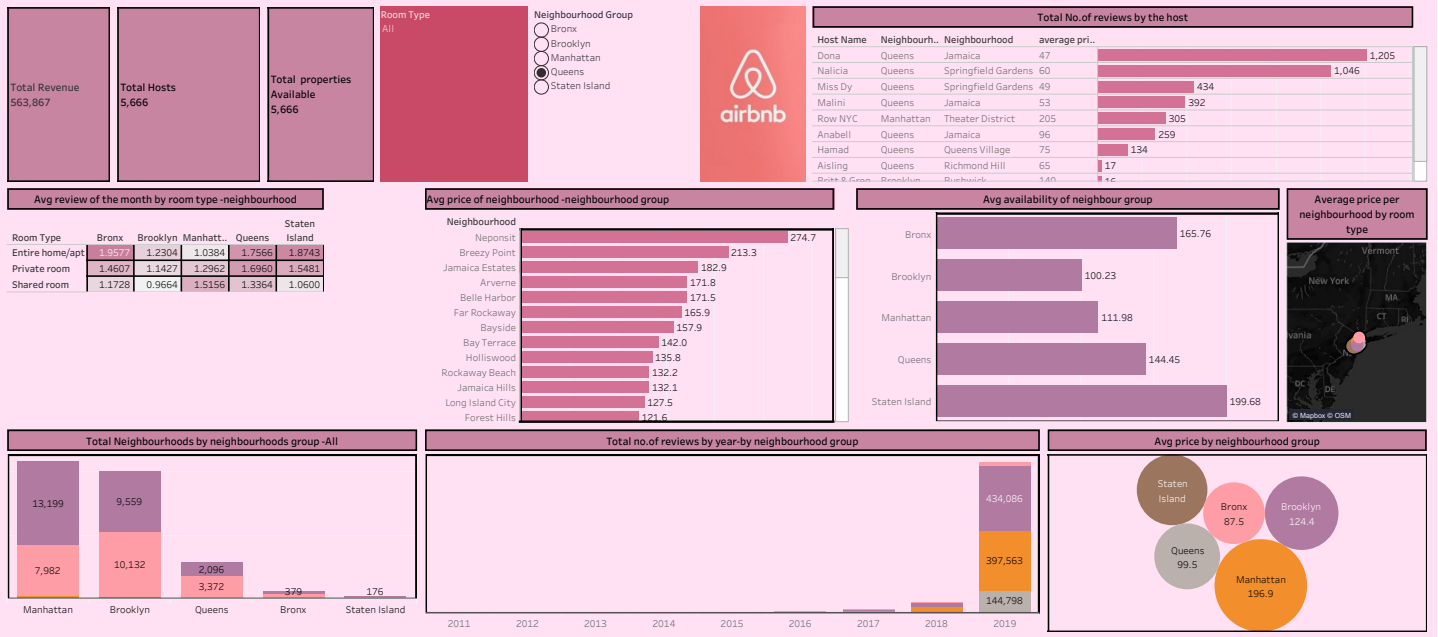 Total Revenue
563,867
Total Hosts
5,666
Total properties
Available
5,666
Room Type
All
Neighbourhood Group
Bronx
Brooklyn
Manhattan
Queens
Staten Island
airbnb
Total No.of reviews by the host
Host Name Neighbourh.. Neighbourhood average pri..
Dona Queens Jamaica 47 1,205
Nalicia Queens Springfield Gardens 60 1,046
Miss Dy Queens Springfield Gardens 49 434
Malini Queens Jamaica 53 392
Row NYC Manhattan Theater District 205 305
Anabell Queens Jamaica 96 259
Hamad Queens Queens Village 75 134
Aisling Queens Richmond Hill 65 17
Britt & Greg Brooklyn Bushwick 140 16
Avg review of the month by room type -neighbourhood
Room Type Bronx Brooklyn Manhatt.. Queens Staten
Island
Entire home/apt 1.9577 1.2304 1.0384 1.7566 1.8743
Private room 1.4607 1.1427 1.2962 1.6960 1.5481
Shared room 1.1728 0.9664 1.5156 1.3364 1.0600
Avg price of neighbourhood -neighbourhood group
Neighbourhood
Neponsit 274.7
Breezy Point 213.3
Jamaica Estates 182.9
Arverne 171.8
Belle Harbor 171.5
Far Rockaway 165.9
Bayside 157.9
Bay Terrace 142.0
Holliswood 135.8
Rockaway Beach 132.2
Jamaica Hills 132.1
Long Island City 127.5
Forest Hills 121.6
Avg availability of neighbour group
Bronx 165.76
Brooklyn 100.23
Manhattan 111.98
Queens 144.45
Staten Island 199.68
Average price per
neighbourhood by room
type
Vermont
New York
MA
CT RI
vania
DC DE
© Mapbox © OSM
Total Neighbourhoods by neighbourhoods group -All
13,199 9,559
7,982 10,132 2,096
3,372 379 176
Manhattan Brooklyn Queens Bronx Staten Island
Total no.of reviews by year-by neighbourhood group
434,086
397,563
144,798
2011 2012 2013 2014 2015 2016 2017 2018 2019
Avg price by neighbourhood group
Staten
Island
Bronx
87.5
Brooklyn
124.4
Queens
99.5
Manhattan
196.9